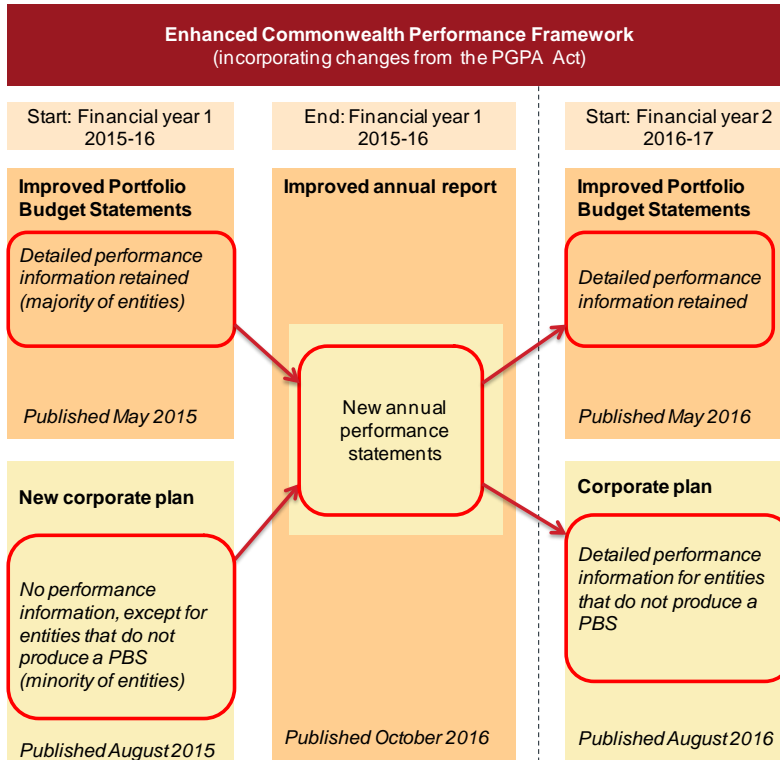 Enhanced Commonwealth Performance Framework
(incorporating changes from the PGPA Act)
Start: Financial year 1
2015-16
End: Financial year 1
2015-16
Start: Financial year 2
2016-17
Improved Portfolio
Budget Statements
Detailed performance
information retained
(majority of entities)
Published May 2015
New corporate plan
No performance
information, except for
entities that do not
produce a PBS
(minority of entities)
Published August 2015
Improved annual report
New annual
performance
statements
Published October 2016
Improved Portfolio
Budget Statements
Detailed performance
information retained
Published May 2016
Corporate plan
Detailed performance
information for entities
that do not produce a
PBS
Published August 2016